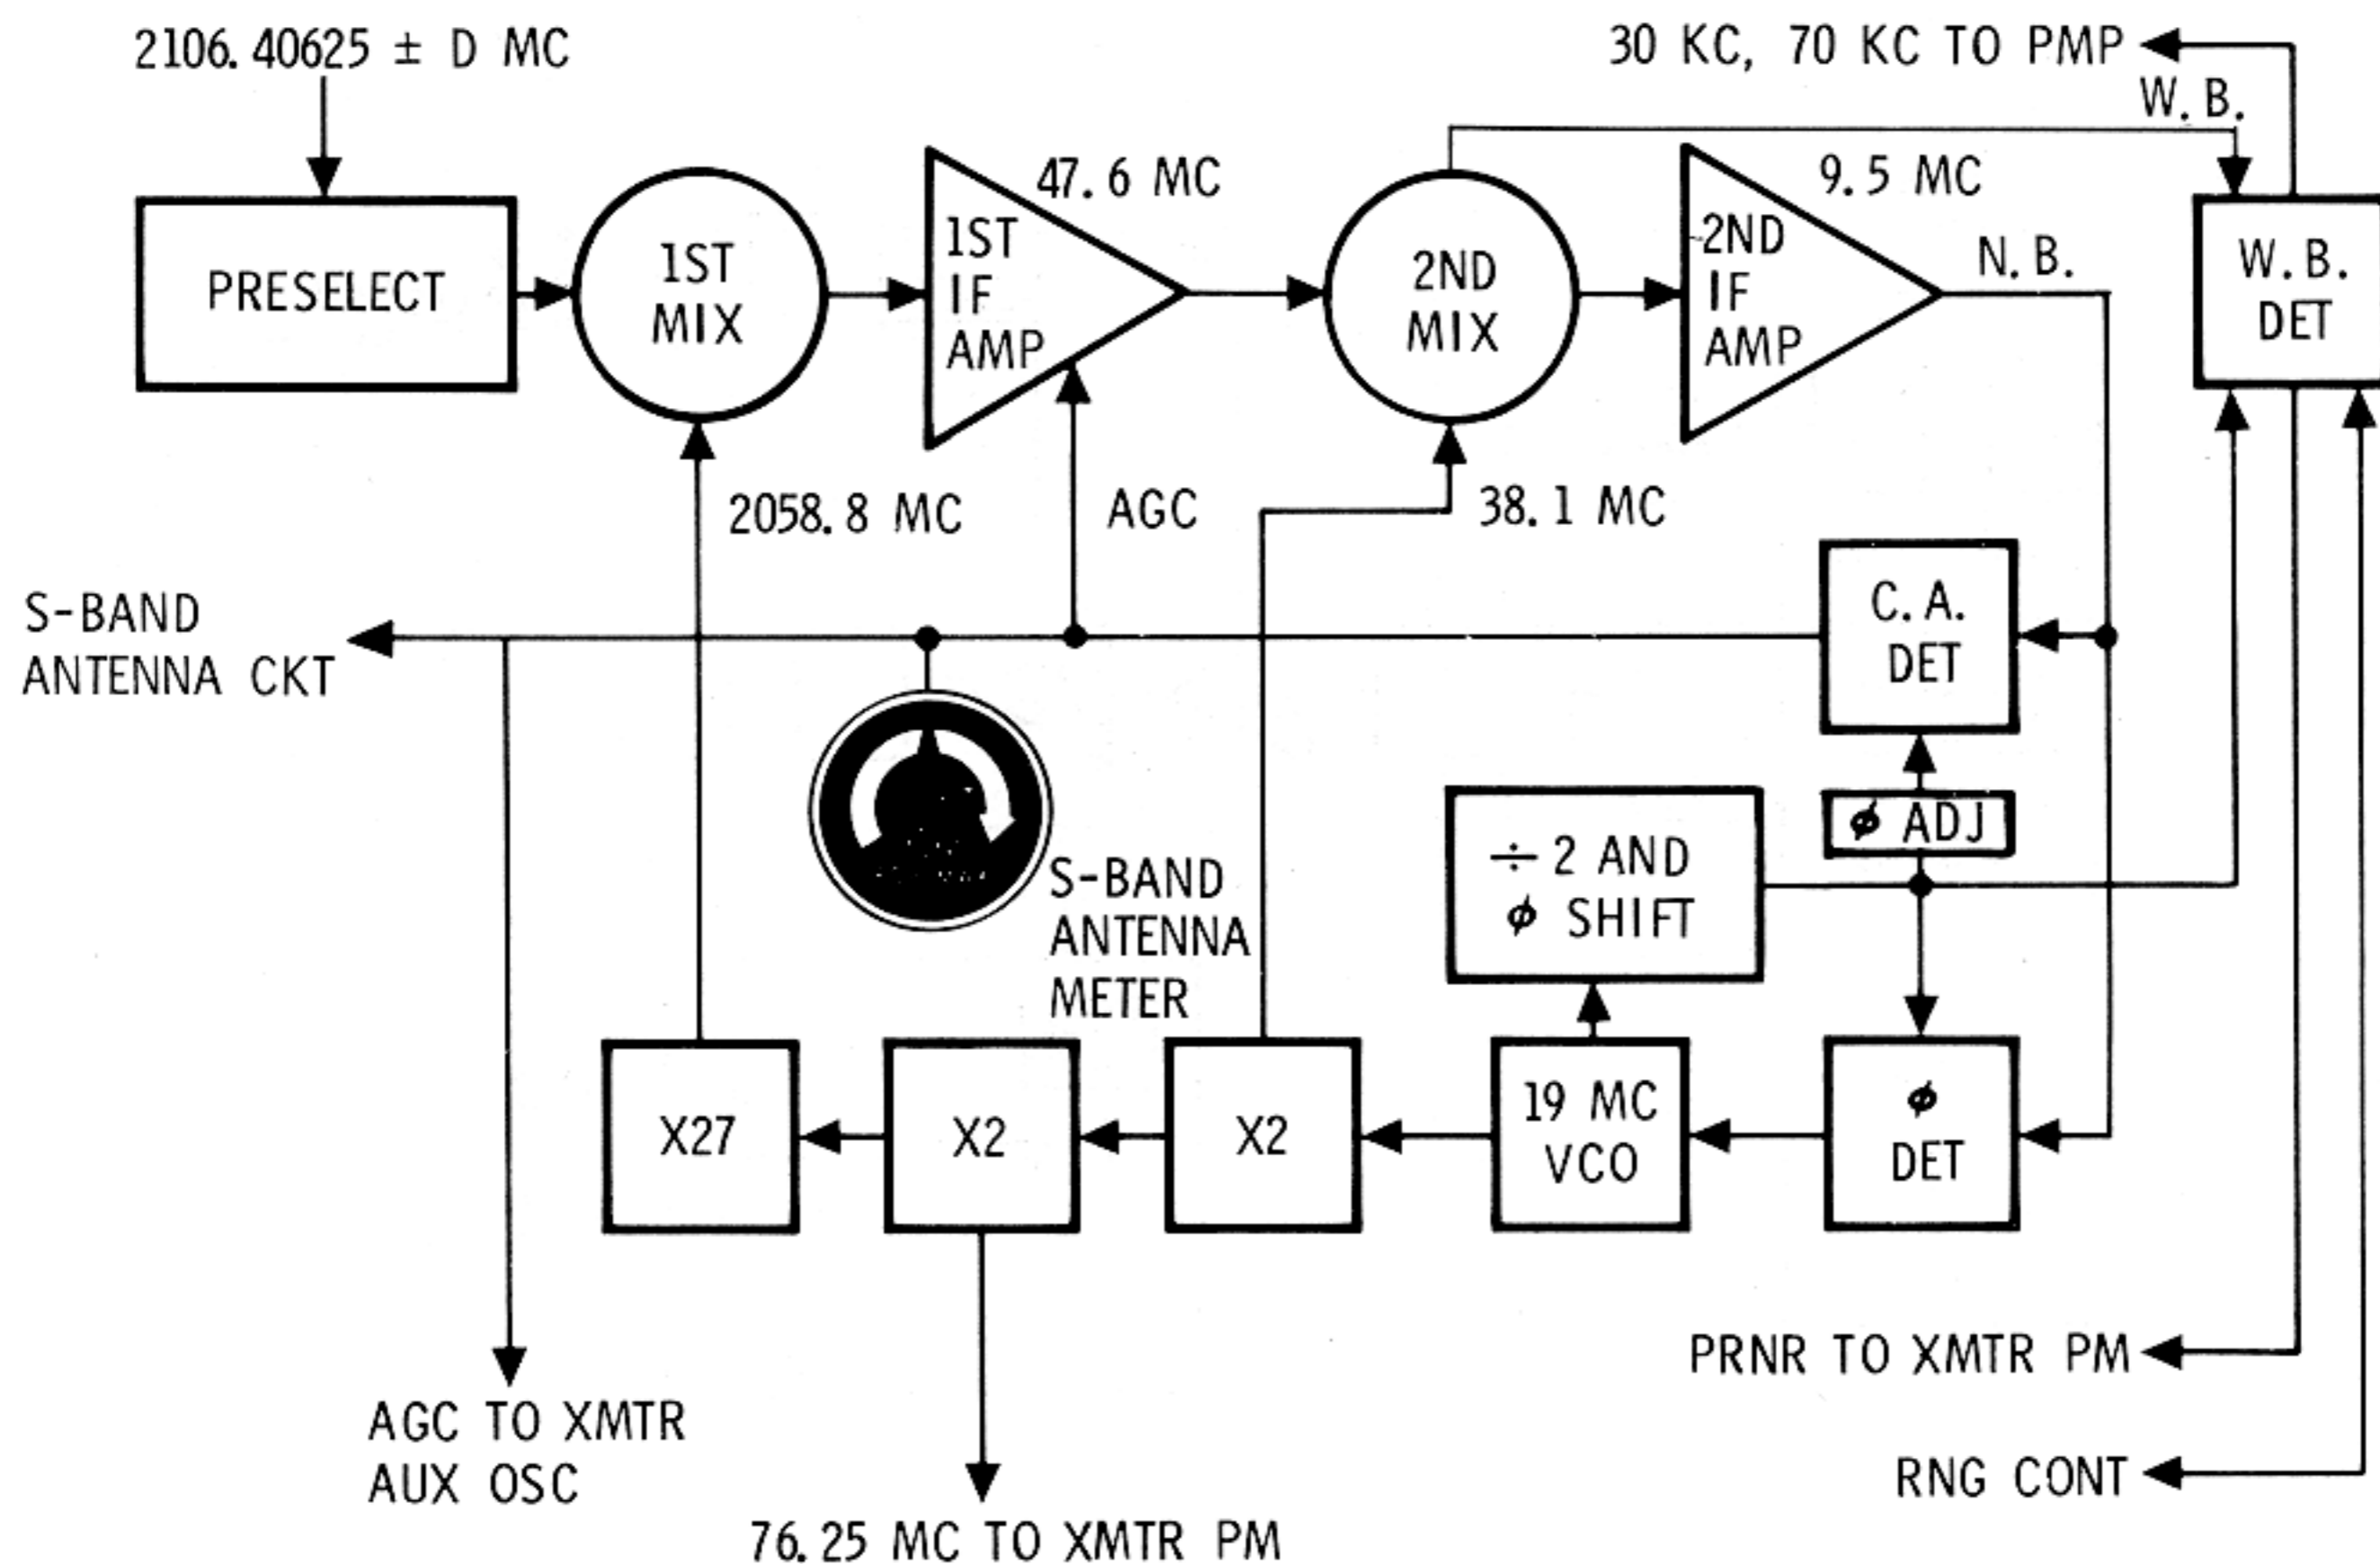 2106.40625 ± D MC
30 KC, 70 KC TO PMP
W.B.
PRESELECT
1ST
MIX
47.6 MC
1ST
IF
AMP
2ND
MIX
9.5 MC
2ND
IF
AMP
N.B.
W.B.
DET
2058.8 MC
AGC
38.1 MC
S-BAND
ANTENNA CKT
C.A.
DET
ϕ ADJ
÷ 2 AND
ϕ SHIFT
S-BAND
ANTENNA
METER
X27
X2
X2
19 MC
VCO
ϕ
DET
PRNR TO XMTR PM
AGC TO XMTR
AUX OSC
RNG CONT
76.25 MC TO XMTR PM